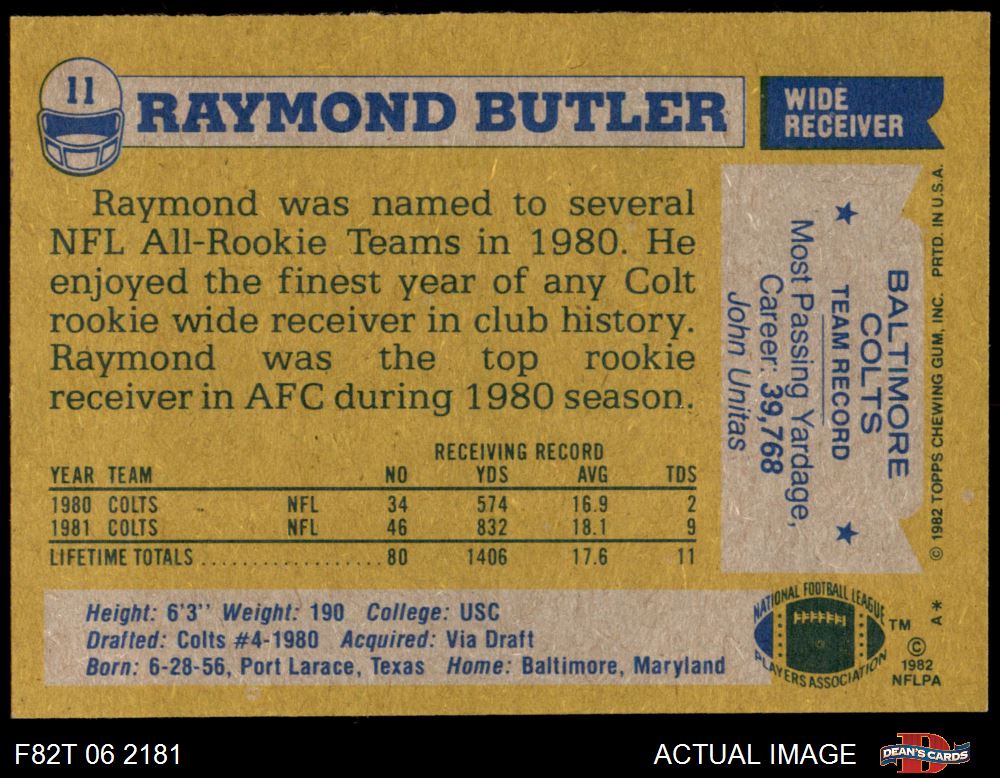 11
RAYMOND BUTLER
WIDE
RECEIVER
Raymond was named to several
NFL All-Rookie Teams in 1980. He
enjoyed the finest year of any Colt
rookie wide receiver in club history.
Raymond was the top rookie
receiver in AFC during 1980 season.
RECEIVING RECORD
YEAR TEAM NO YDS AVG TDS
1980 COLTS NFL 34 574 16.9 2
1981 COLTS NFL 46 832 18.1 9
LIFETIME TOTALS .................. 80 1406 17.6 11
Height: 6'3'' Weight: 190 College: USC
Drafted: Colts #4-1980 Acquired: Via Draft
Born: 6-28-56, Port Larace, Texas Home: Baltimore, Maryland
BALTIMORE
COLTS
TEAM RECORD
Most Passing Yardage,
Career: 39,768
John Unitas
© 1982 TOPPS CHEWING GUM, INC. PRTD. IN U.S.A.
A*
NATIONAL FOOTBALL LEAGUE
PLAYERS ASSOCIATION
TM
©
1982
NFLPA
F82T 06 2181
ACTUAL IMAGE
D
DEAN'S CARDS